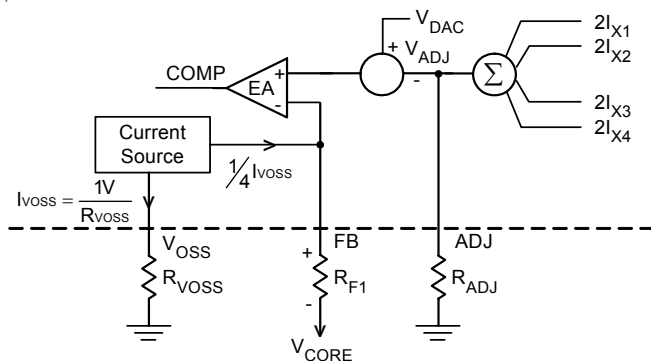 V_DAC
2I_X1
+
V_ADJ
2I_X2
COMP
+
EA
-
-
Σ
2I_X3
2I_X4
Current
Source
1/4 I_VOSS
I_VOSS = 1V / R_VOSS
V_OSS
FB
ADJ
R_VOSS
+
R_F1
-
R_ADJ
V_CORE